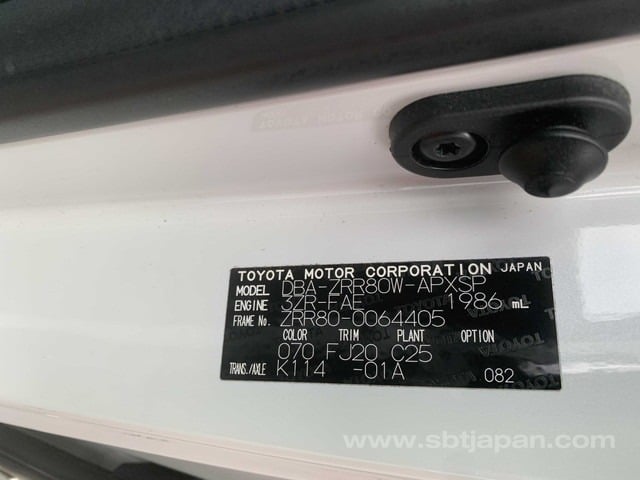 TOYOTA MOTOR CORPORATION JAPAN
MODEL DBA-ZRR80W-APXSP
ENGINE 3ZR-FAE 1986 mL
FRAME No. ZRR80-0064405
COLOR TRIM PLANT OPTION
070 FJ20 C25
TRANS./AXLE K114 -01A 082
www.sbtjapan.com